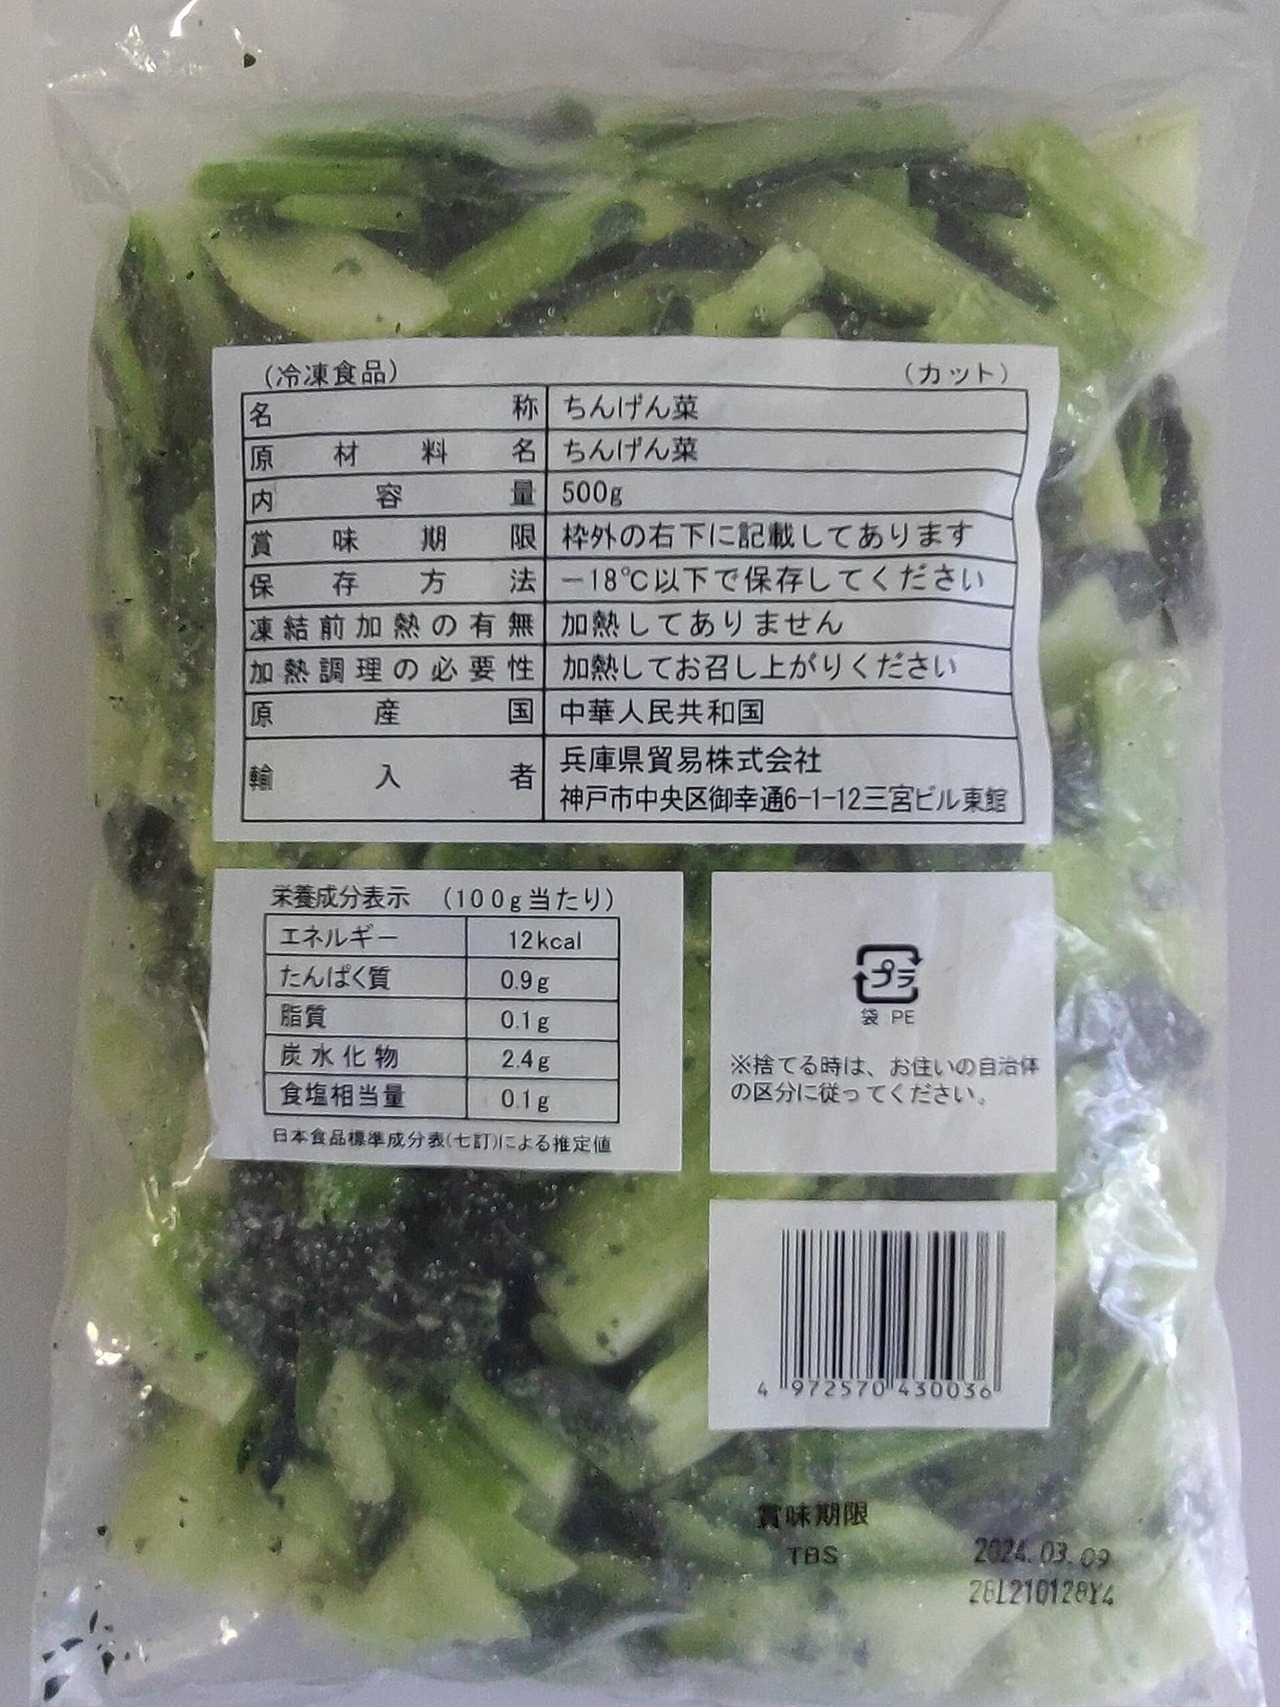 (冷凍食品) (カット)
名称 ちんげん菜
原材料名 ちんげん菜
内容量 500g
賞味期限 枠外の右下に記載してあります
保存方法 −18℃以下で保存してください
凍結前加熱の有無 加熱してありません
加熱調理の必要性 加熱してお召し上がりください
原産国 中華人民共和国
輸入者 兵庫県貿易株式会社
神戸市中央区御幸通6-1-12三宮ビル東館
栄養成分表示 (100g当たり)
エネルギー 12kcal
たんぱく質 0.9g
脂質 0.1g
炭水化物 2.4g
食塩相当量 0.1g
日本食品標準成分表(七訂)による推定値
プラ
袋 PE
※捨てる時は、お住いの自治体
の区分に従ってください。
4 972570 430036
賞味期限
TBS 2024.03.09